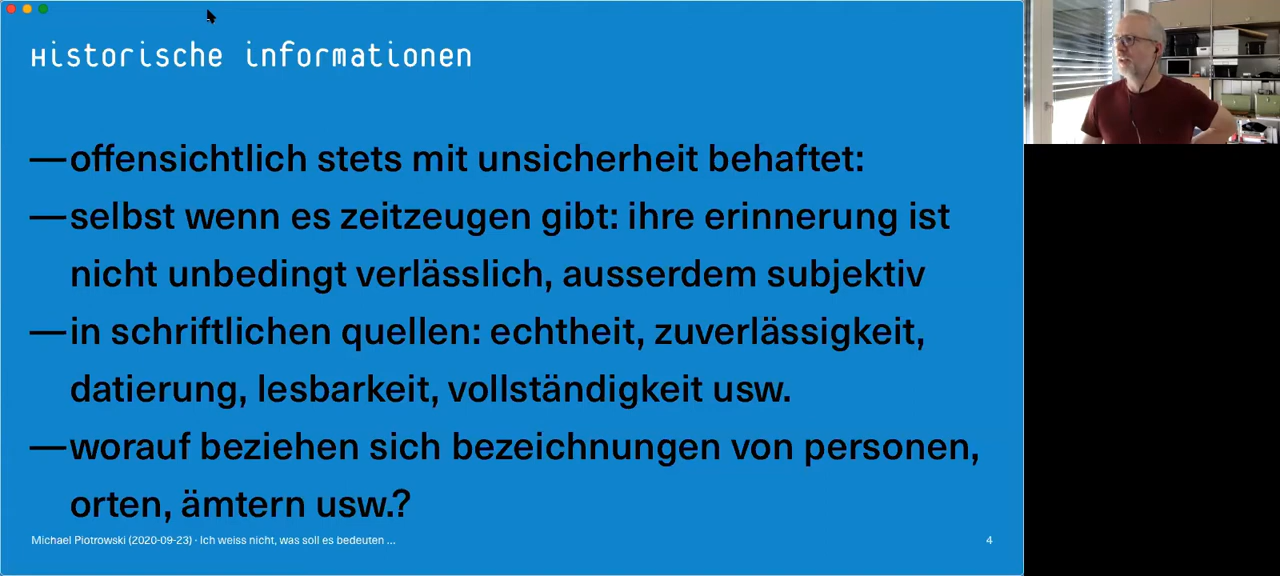 Historische Informationen
—offensichtlich stets mit unsicherheit behaftet:
—selbst wenn es zeitzeugen gibt: ihre erinnerung ist
nicht unbedingt verlässlich, ausserdem subjektiv
—in schriftlichen quellen: echtheit, zuverlässigkeit,
datierung, lesbarkeit, vollständigkeit usw.
—worauf beziehen sich bezeichnungen von personen,
orten, ämtern usw.?
Michael Piotrowski (2020-09-23) · Ich weiss nicht, was soll es bedeuten ...
4